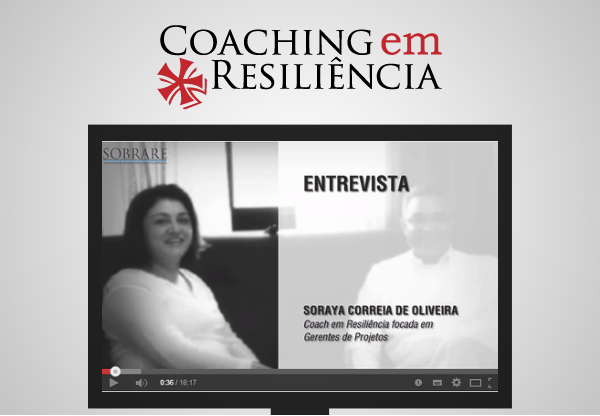 COACHING em
RESILIÊNCIA
SOBRARE
ENTREVISTA
SORAYA CORREIA DE OLIVEIRA
Coach em Resiliência focada em
Gerentes de Projetos
0:36 / 16:17